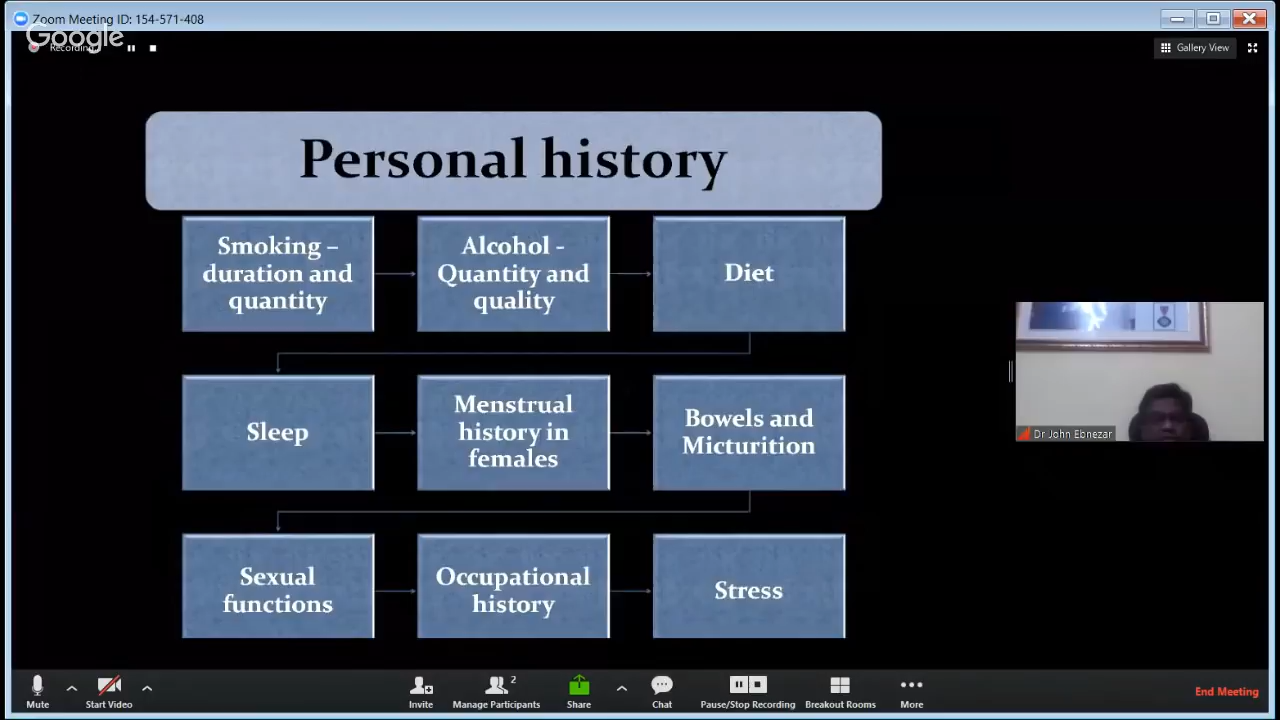 Zoom Meeting ID: 154-571-408
Google
Recording
Gallery View
Personal history
Smoking –
duration and
quantity
Alcohol -
Quantity and
quality
Diet
Sleep
Menstrual
history in
females
Bowels and
Micturition
Sexual
functions
Occupational
history
Stress
Dr John Ebnezar
Mute
Start Video
Invite
2
Manage Participants
Share
Chat
Pause/Stop Recording
Breakout Rooms
More
End Meeting